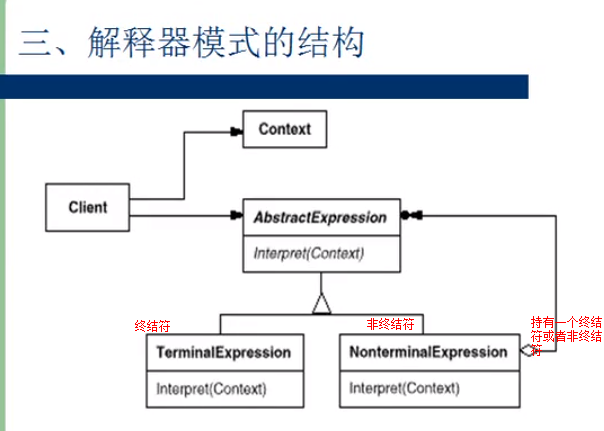 三、解释器模式的结构
Context
Client
AbstractExpression
Interpret(Context)
终结符
非终结符
持有一个终结
符或者非终结
符
TerminalExpression
Interpret(Context)
NonterminalExpression
Interpret(Context)